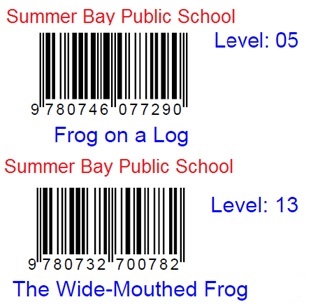 Summer Bay Public School
Level: 05
9 780746 077290
Frog on a Log
Summer Bay Public School
Level: 13
9 780732 700782
The Wide-Mouthed Frog